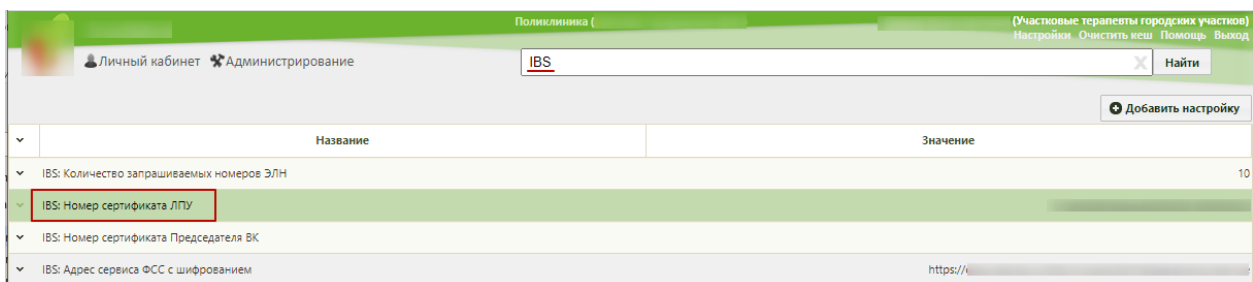 Поликлиника (
(Участковые терапевты городских участков)
Настройки Очистить кеш Помощь Выход
Личный кабинет Администрирование IBS X Найти
Добавить настройку
Название Значение
IBS: Количество запрашиваемых номеров ЭЛН 10
IBS: Номер сертификата ЛПУ
IBS: Номер сертификата Председателя ВК
IBS: Адрес сервиса ФСС с шифрованием https://